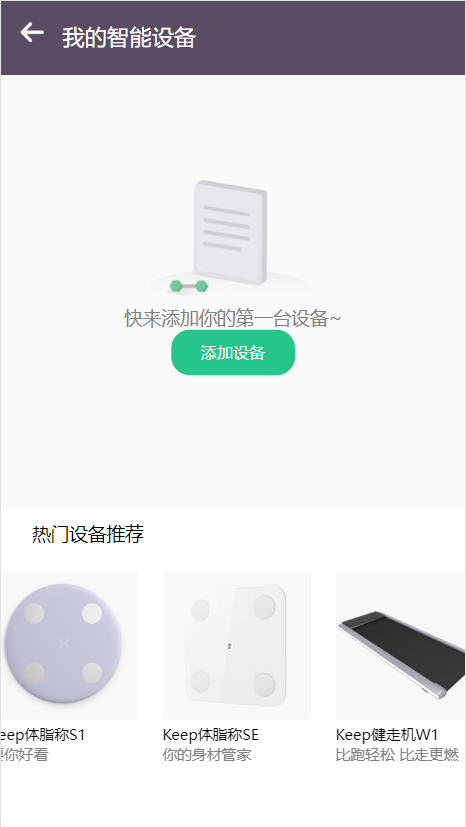 我的智能设备
快来添加你的第一台设备~
添加设备
热门设备推荐
eep体脂称S1
你好看
Keep体脂称SE
你的身材管家
Keep健走机W1
比跑轻松 比走更燃